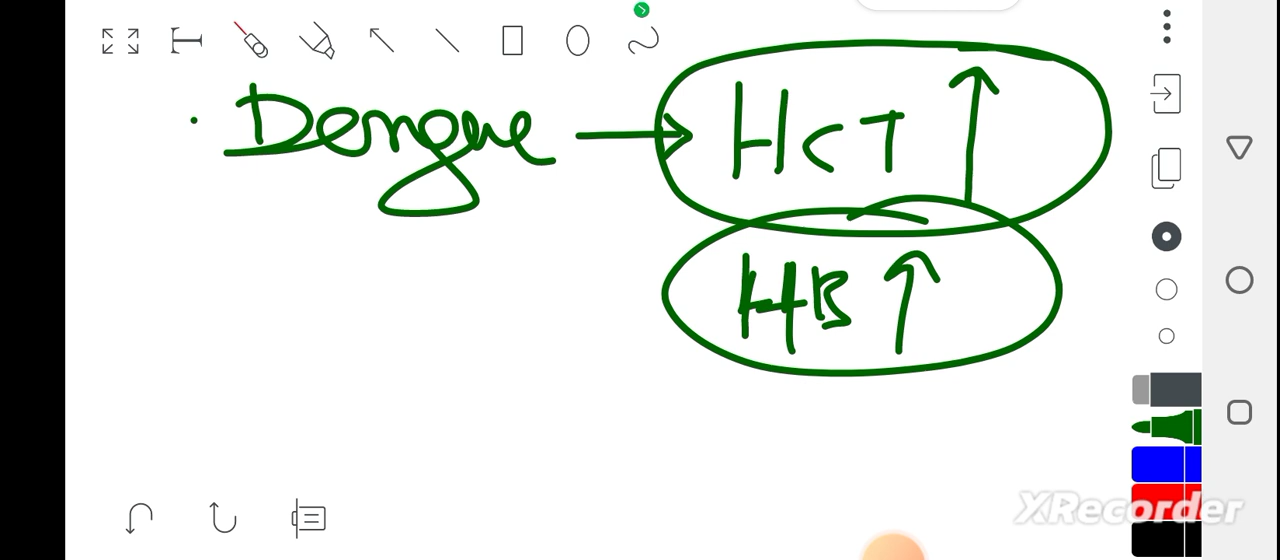 Dengue → HCT ↑
HB ↑
XRecorder